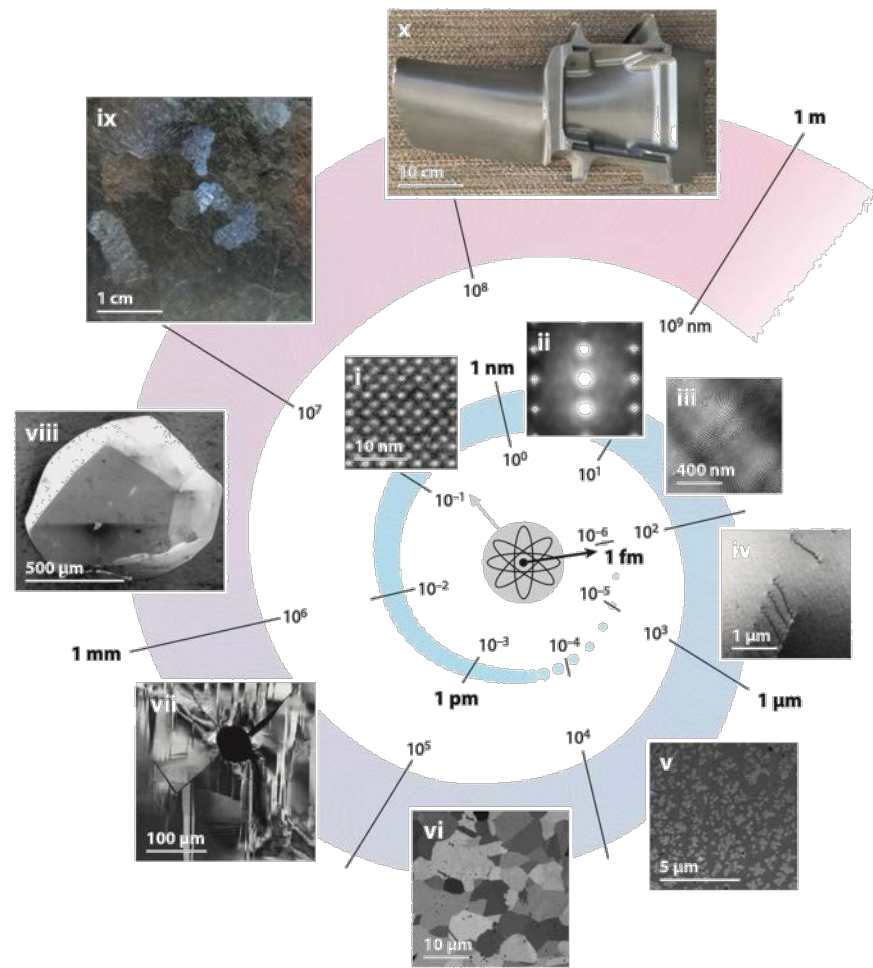 x
10 cm
ix
1 cm
1 m
10⁸
10⁹ nm
ii
1 nm
i
10 nm
iii
400 nm
10⁷
viii
500 µm
10⁰
10¹
10⁻¹
10⁻⁶
10²
1 fm
iv
1 µm
10⁻²
10⁻⁵
10⁶
10³
1 mm
10⁻³
10⁻⁴
1 pm
1 µm
vii
100 µm
10⁵
10⁴
v
5 µm
vi
10 µm